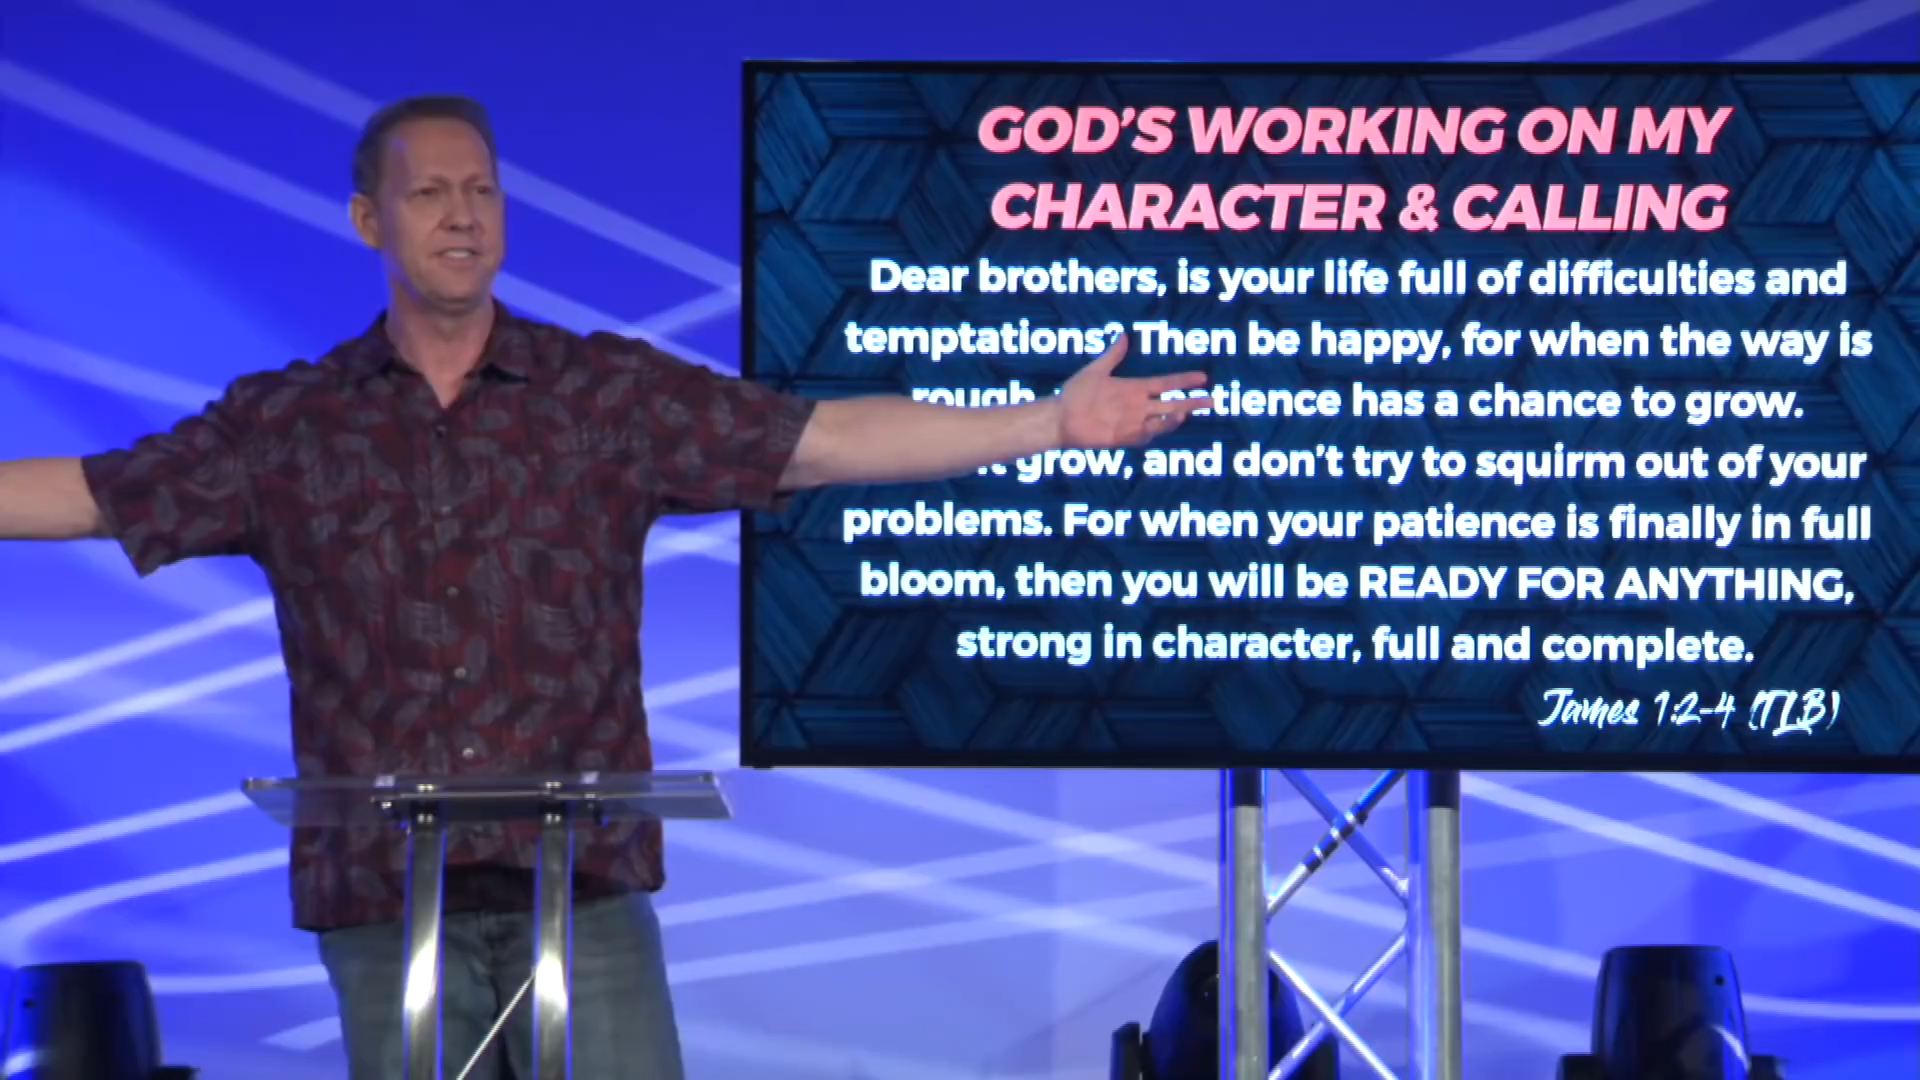 GOD'S WORKING ON MY
CHARACTER & CALLING
Dear brothers, is your life full of difficulties and
temptations? Then be happy, for when the way is
rough, patience has a chance to grow.
grow, and don't try to squirm out of your
problems. For when your patience is finally in full
bloom, then you will be READY FOR ANYTHING,
strong in character, full and complete.
James 1:2-4 (TLB)